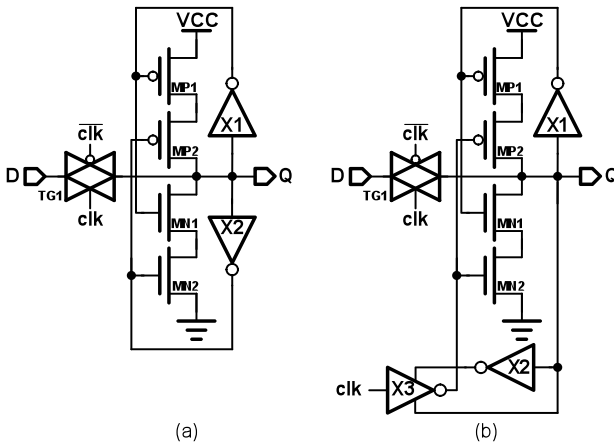 VCC
MP1
X1
clk
MP2
D
Q
TG1
clk
MN1
X2
MN2
(a)
VCC
MP1
X1
clk
MP2
D
Q
TG1
clk
MN1
MN2
X2
clk
X3
(b)